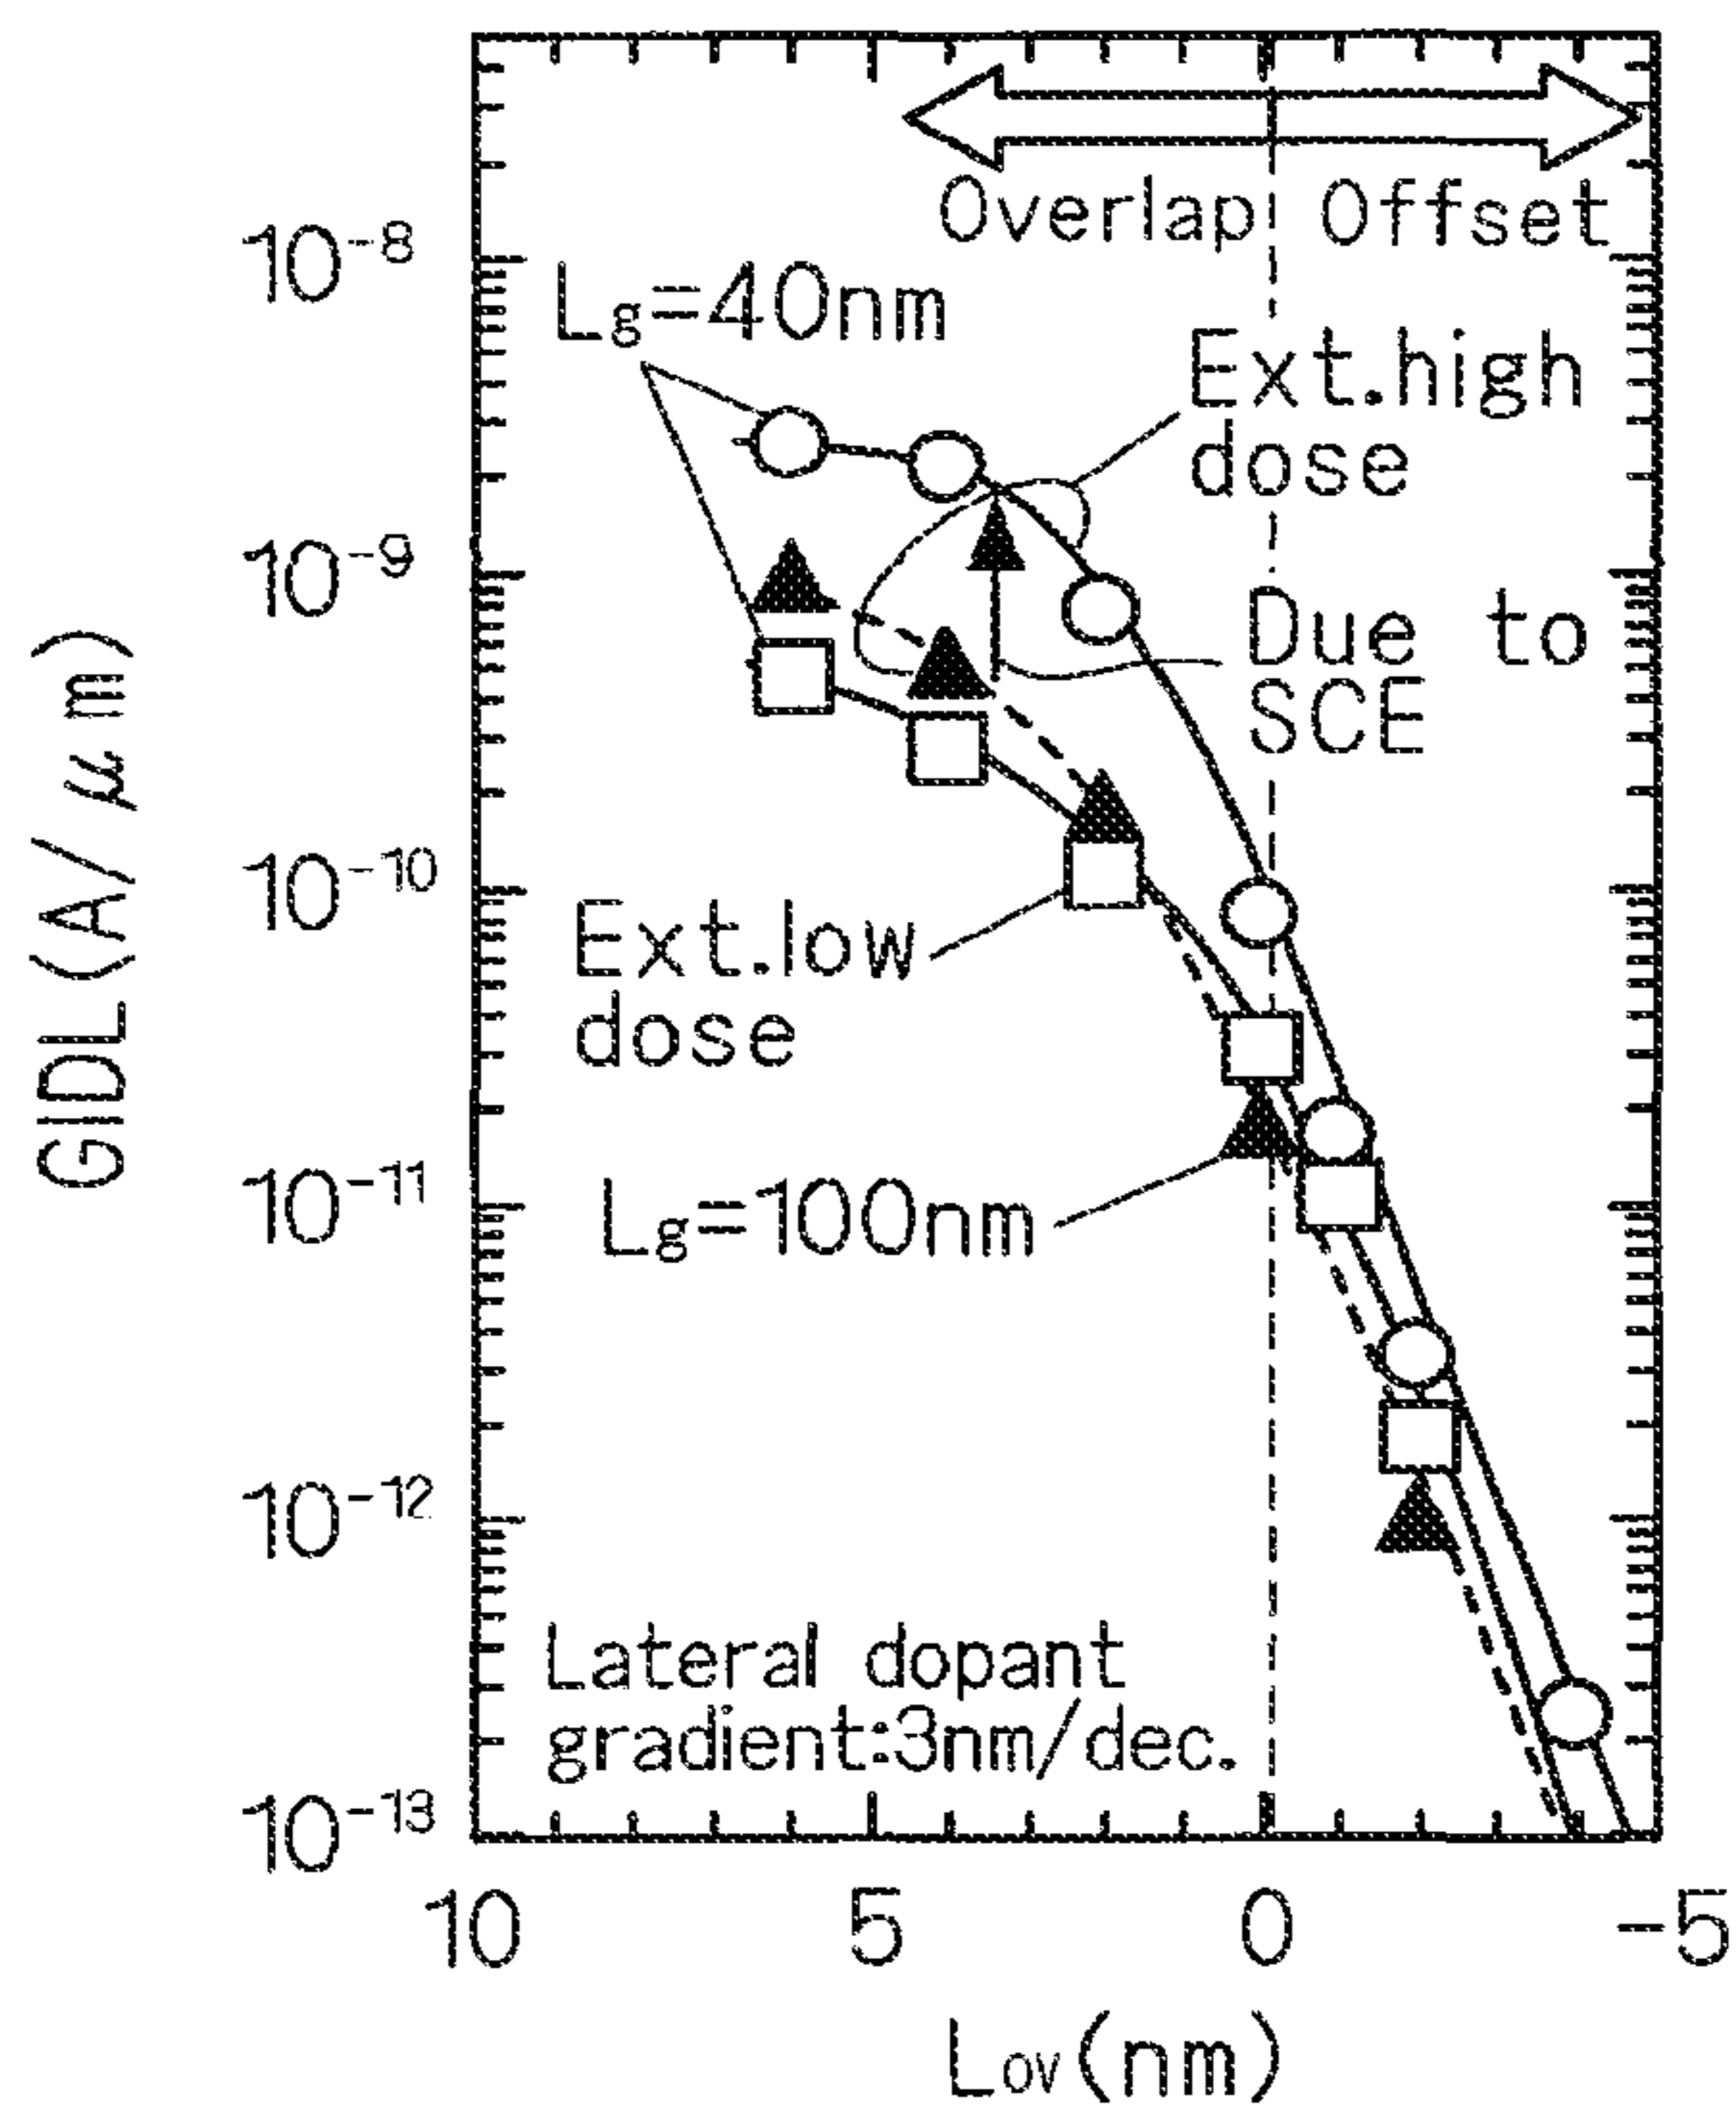 Overlap Offset
10⁻⁸
Lg=40nm
Ext.high
dose
10⁻⁹
Due to
SCE
10⁻¹⁰
Ext.low
dose
10⁻¹¹
Lg=100nm
10⁻¹²
Lateral dopant
gradient:3nm/dec.
10⁻¹³
10 5 0 -5
Lov(nm)
GIDL(A/μm)